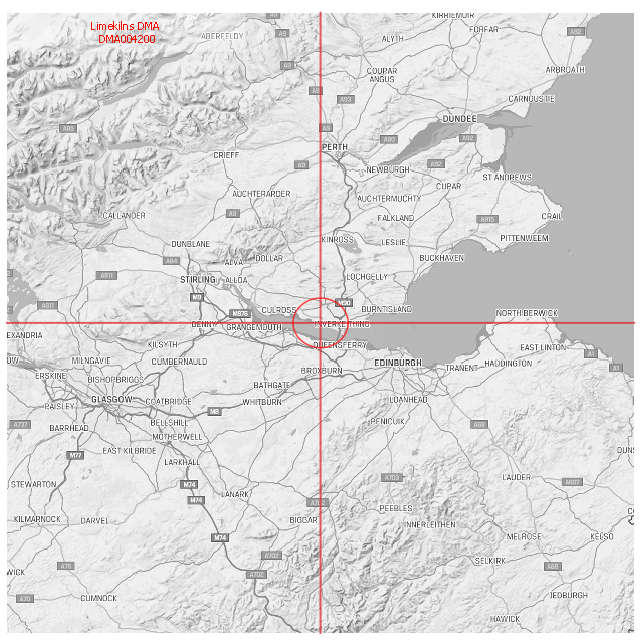 Limekilns DMA
DMA004200
KIRRIEMUIR
A92
FORFAR
A9
ABERFELDY
ALYTH
A9
COUPAR
ANGUS
ARBROATH
A9
A93
CARNOUSTIE
DUNDEE
A85
A9
A90
A92
PERTH
CRIEFF
A9
A92
NEWBURGH
ST ANDREWS
CUPAR
AUCHTERARDER
AUCHTERMUCHTY
CALLANDER
A9
FALKLAND
A915
CRAIL
KINROSS
LESLIE
PITTENWEEM
DUNBLANE
DOLLAR
BUCKHAVEN
A84
ALVA
A811
STIRLING
ALLOA
LOCHGELLY
M9
A811
M90
M876
CULROSS
BURNTISLAND
NORTH BERWICK
DENNY
GRANGEMOUTH
INVERKEITHING
EXANDRIA
KILSYTH
QUEENSFERRY
EAST LINTON
A1
OW
MILNGAVIE
CUMBERNAULD
EDINBURGH
HADDINGTON
A1
ERSKINE
BISHOPBRIGGS
BROXBURN
TRANENT
BATHGATE
GLASGOW
COATBRIDGE
WHITBURN
LOANHEAD
PAISLEY
M8
A737
BELLSHILL
PENICUIK
A68
BARRHEAD
MOTHERWELL
M77
EAST KILBRIDE
DUNS
LARKHALL
STEWARTON
M74
A703
LAUDER
A697
LANARK
M74
A702
PEEBLES
KILMARNOCK
DARVEL
BIGGAR
INNERLEITHEN
M74
MELROSE
KELSO
A702
A76
SELKIRK
A68
WICK
A702
A70
CUMNOCK
JEDBURGH
HAWICK